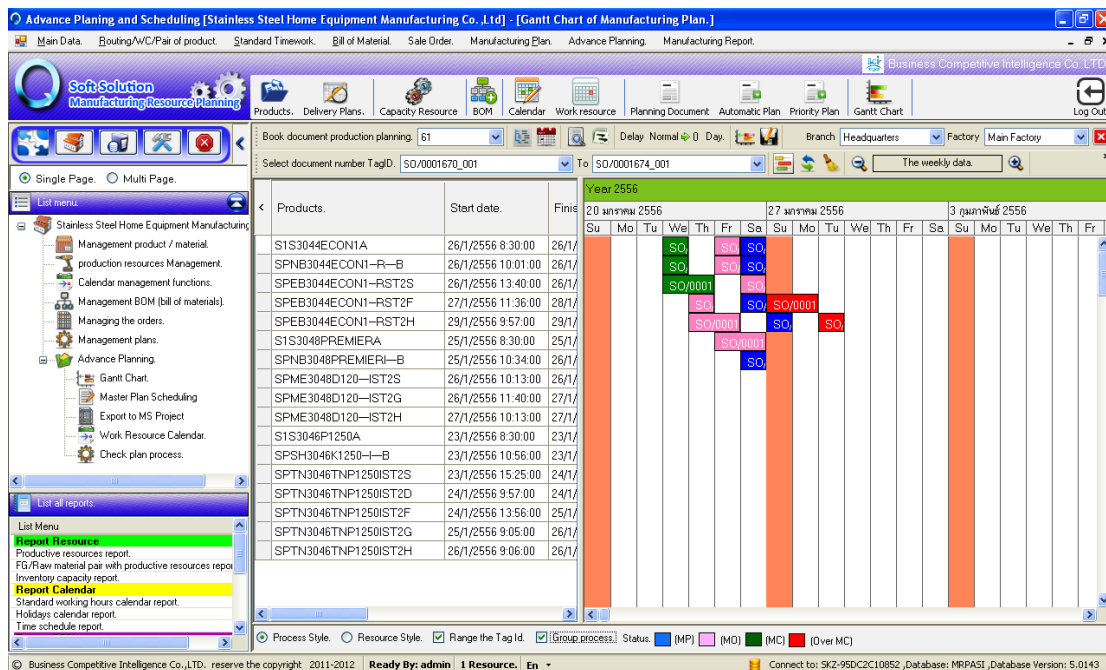 Advance Planing and Scheduling [Stainless Steel Home Equipment Manufacturing Co.,Ltd] - [Gantt Chart of Manufacturing Plan.]
Main Data. Routing/WC/Pair of product. Standard Timework. Bill of Material. Sale Order. Manufacturing Plan. Advance Planning. Manufacturing Report.
Business Competitive Intelligence Co.,LTD
Soft Solution
Manufacturing Resource Planning
Products. Delivery Plans. Capacity Resource BOM Calendar Work resource Planning Document Automatic Plan Priority Plan Gantt Chart Log Out
Book document production planning. 61 Delay Normal 0 Day. Branch Headquarters Factory Main Factory
Select document number TagID. SO/0001670_001 To SO/0001674_001 The weekly data.
Single Page. Multi Page.
List menu.
Stainless Steel Home Equipment Manufacturing
Management product / material.
production resources Management.
Calendar management functions.
Management BOM (bill of materials).
Managing the orders.
Management plans.
Advance Planning.
Gantt Chart.
Master Plan Scheduling
Export to MS Project
Work Resource Calendar.
Check plan process.
List all reports.
List Menu
Report Resource
Productive resources report.
FG/Raw material pair with productive resources repor
Inventory capacity report.
Report Calendar
Standard working hours calendar report.
Holidays calendar report.
Time schedule report.
< Products. Start date. Finis
S1S3044ECON1A 26/1/2556 8:30:00 26/1/
SPNB3044ECON1-R-B 26/1/2556 10:01:00 26/1/
SPEB3044ECON1-RST2S 26/1/2556 13:40:00 26/1/
SPEB3044ECON1-RST2F 27/1/2556 11:36:00 28/1/
SPEB3044ECON1-RST2H 29/1/2556 9:57:00 29/1/
S1S3048PREMIERA 25/1/2556 8:30:00 25/1/
SPNB3048PREMIERI-B 25/1/2556 10:34:00 26/1/
SPME3048D120-IST2S 26/1/2556 10:13:00 26/1/
SPME3048D120-IST2G 26/1/2556 11:40:00 27/1/
SPME3048D120-IST2H 27/1/2556 10:13:00 27/1/
S1S3046P1250A 23/1/2556 8:30:00 23/1/
SPSH3046K1250-I-B 23/1/2556 10:56:00 23/1/
SPTN3046TNP1250IST2S 23/1/2556 15:25:00 24/1/
SPTN3046TNP1250IST2D 24/1/2556 9:57:00 24/1/
SPTN3046TNP1250IST2F 24/1/2556 13:56:00 25/1/
SPTN3046TNP1250IST2G 25/1/2556 9:05:00 26/1/
SPTN3046TNP1250IST2H 26/1/2556 9:06:00 26/1/
Year 2556
20 มกราคม 2556 27 มกราคม 2556 3 กุมภาพันธ์ 2556
Su Mo Tu We Th Fr Sa Su Mo Tu We Th Fr Sa Su Mo Tu We Th Fr
SO/ SO/ SO/
SO/ SO/ SO/
SO/0001 SO/
SO/ SO/ SO/0001
SO/0001 SO/ SO/
SO/0001
SO/
Process Style. Resource Style. Range the Tag Id. Group process. Status. (MP) (MO) (MC) (Over MC)
© Business Competitive Intelligence Co.,LTD. reserve the copyright 2011-2012 Ready By: admin 1 Resource. En Connect to: SKZ-95DC2C10852 ,Database: MRPASI ,Database Version: 5.0143